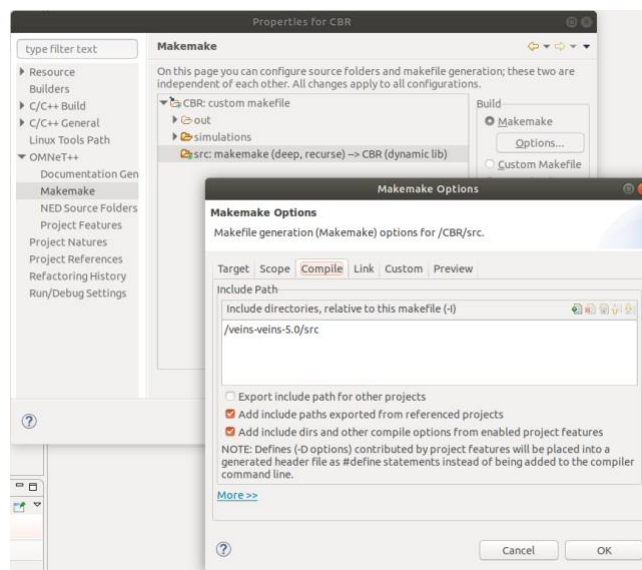 Properties for CBR
type filter text
Resource
Builders
C/C++ Build
C/C++ General
Linux Tools Path
OMNeT++
Documentation Gen
Makemake
NED Source Folders
Project Features
Project Natures
Project References
Refactoring History
Run/Debug Settings
Makemake
On this page you can configure source folders and makefile generation; these two are
independent of each other. All changes apply to all configurations.
CBR: custom makefile
out
simulations
src: makemake (deep, recurse) --> CBR (dynamic lib)
Build
Makemake
Options...
Custom Makefile
Makemake Options
Makemake Options
Makefile generation (Makemake) options for /CBR/src.
Target Scope Compile Link Custom Preview
Include Path
Include directories, relative to this makefile (-I)
/veins-veins-5.0/src
Export include path for other projects
Add include paths exported from referenced projects
Add include dirs and other compile options from enabled project features
NOTE: Defines (-D options) contributed by project features will be placed into a
generated header file as #define statements instead of being added to the compiler
command line.
More >>
Cancel OK